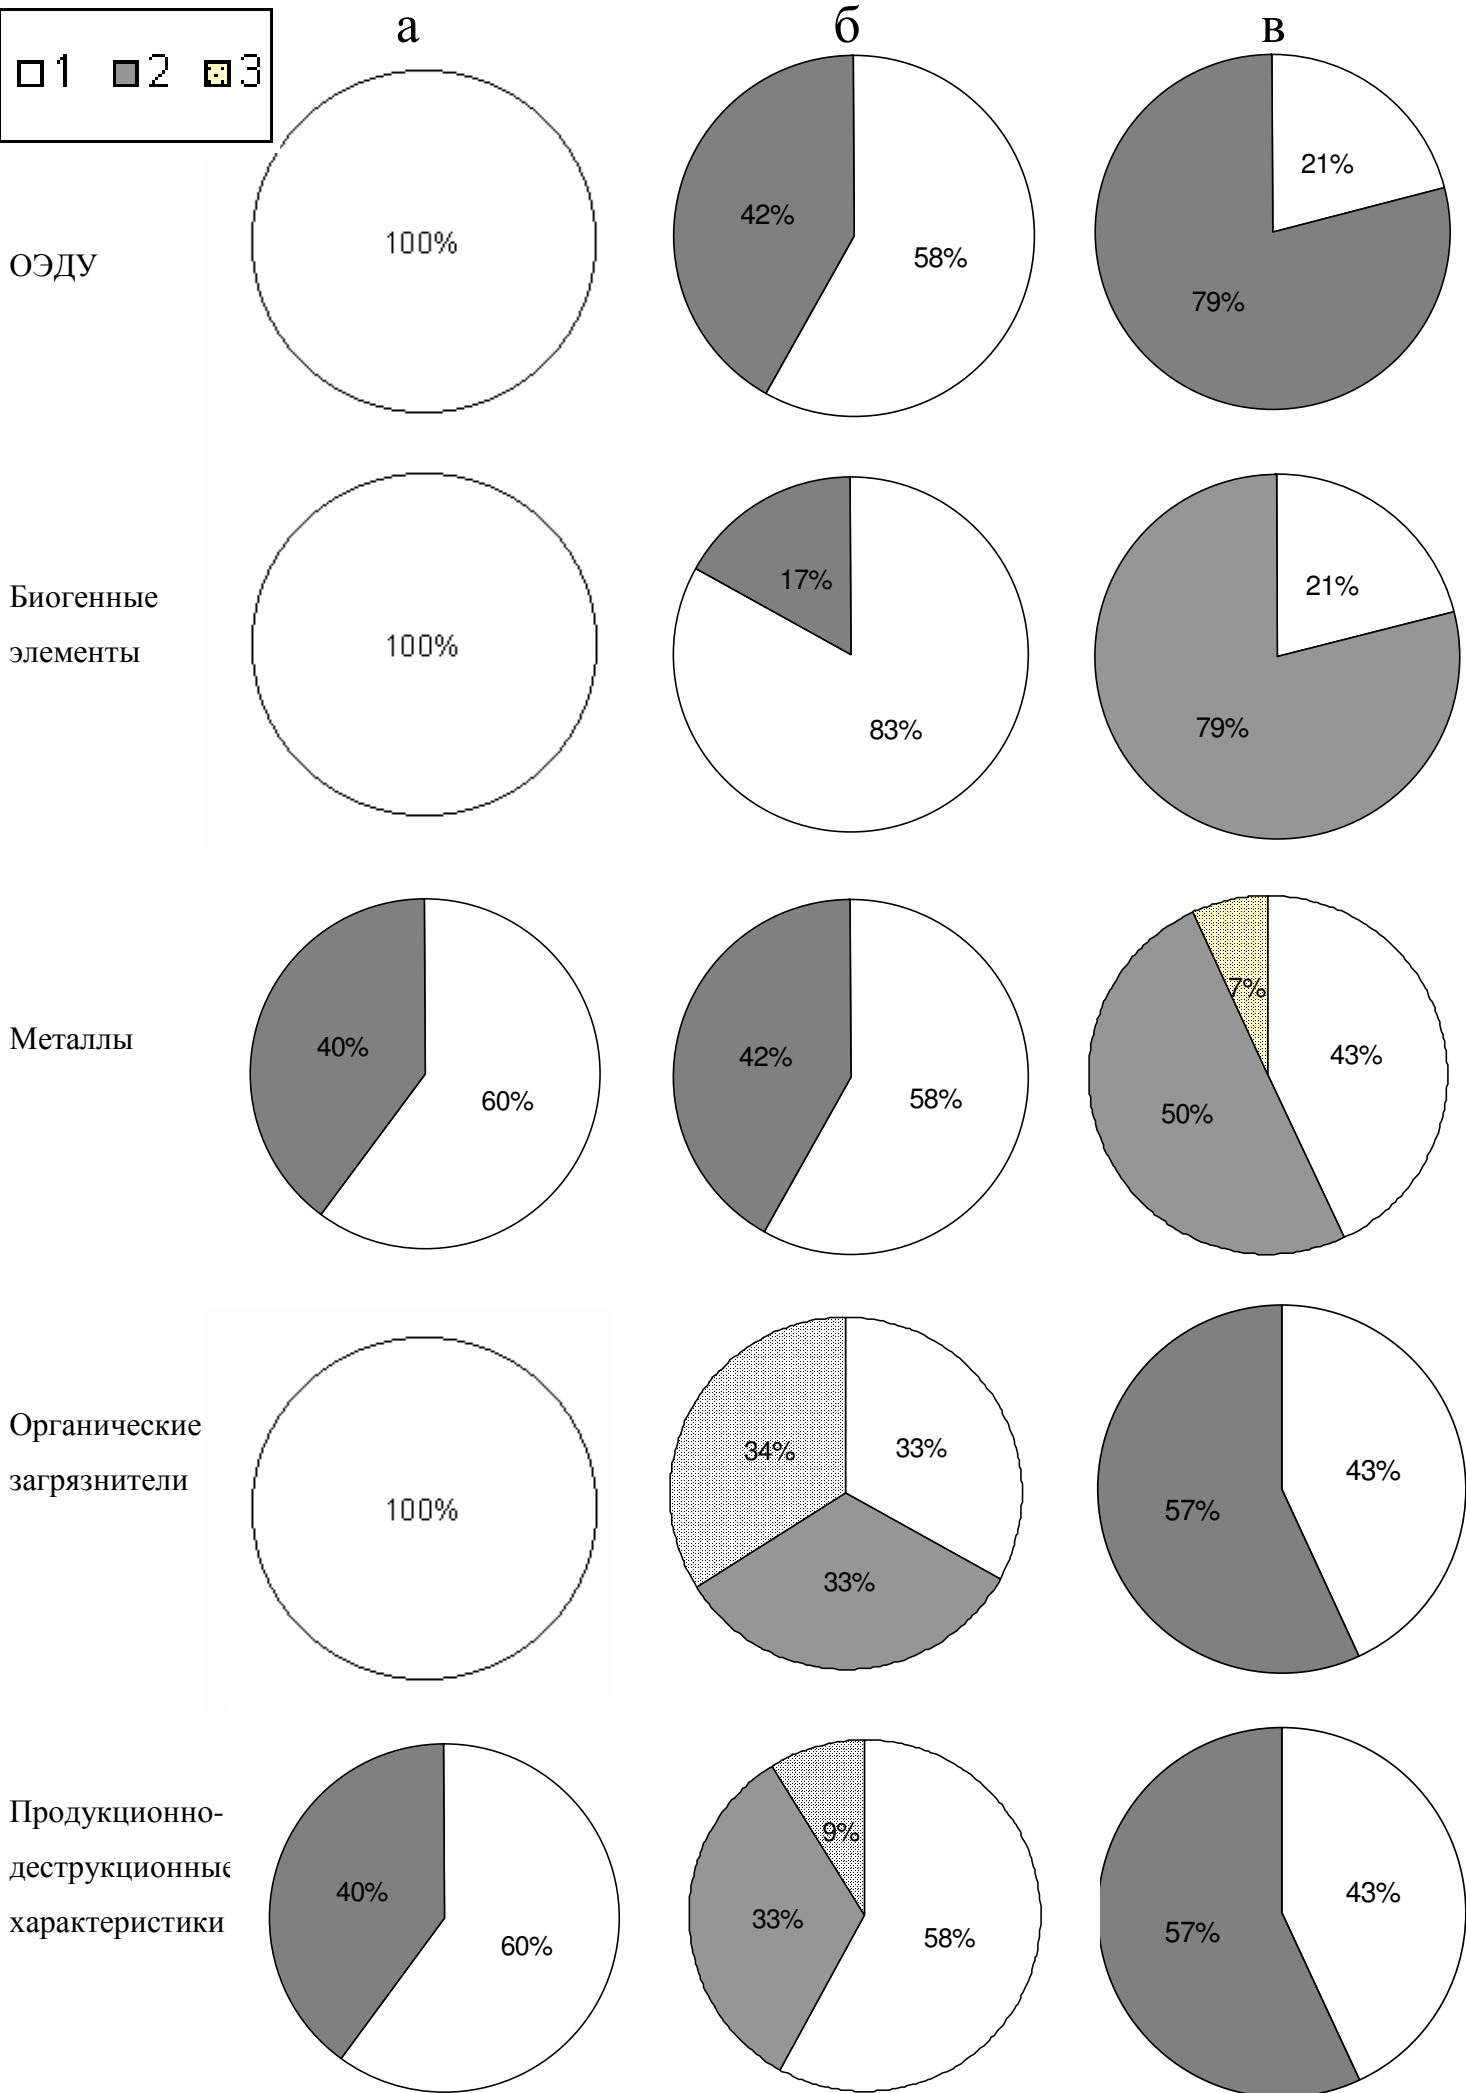 1 2 3
а б в
ОЭДУ
100%
42%
58%
21%
79%
Биогенные
элементы
100%
17%
83%
21%
79%
Металлы
40%
60%
42%
58%
7%
43%
50%
Органические
загрязнители
100%
34%
33%
33%
43%
57%
Продукционно-
деструкционные
характеристики
40%
60%
9%
33%
58%
43%
57%